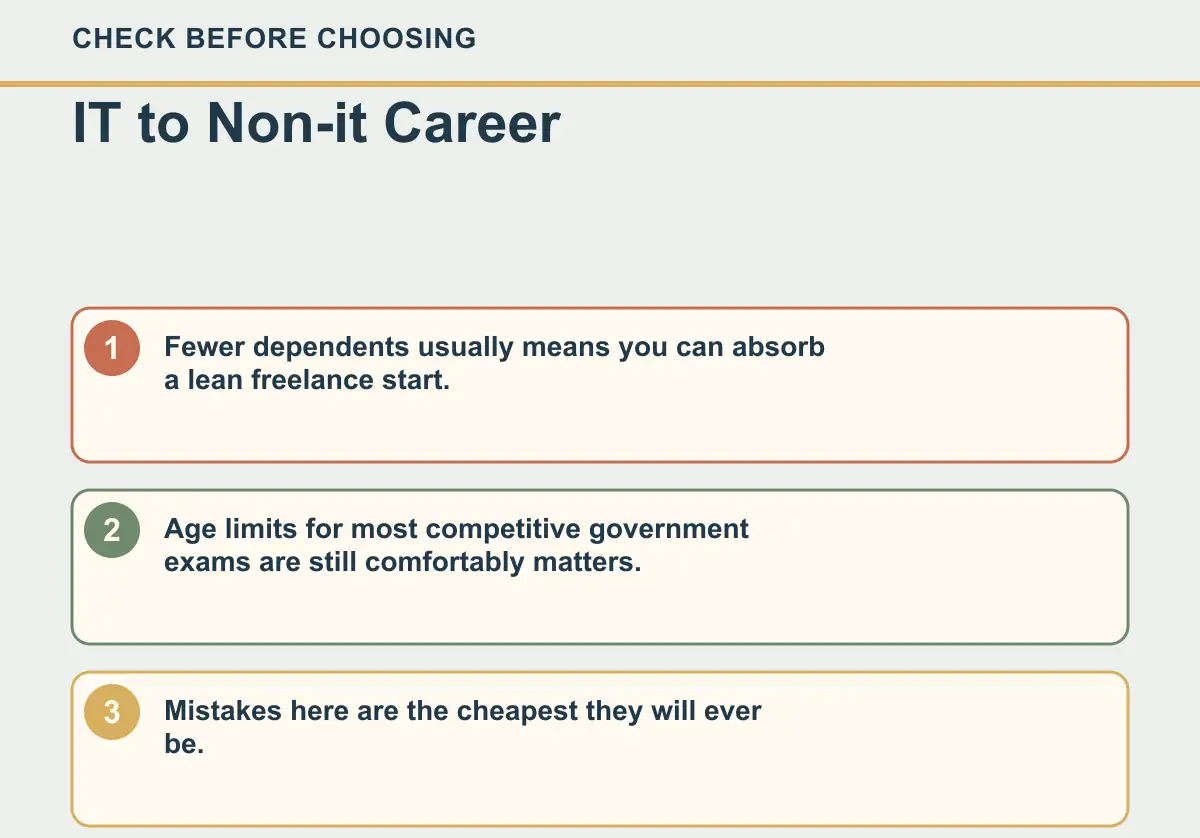 CHECK BEFORE CHOOSING
IT to Non-it Career
1
Fewer dependents usually means you can absorb
a lean freelance start.
2
Age limits for most competitive government
exams are still comfortably matters.
3
Mistakes here are the cheapest they will ever
be.